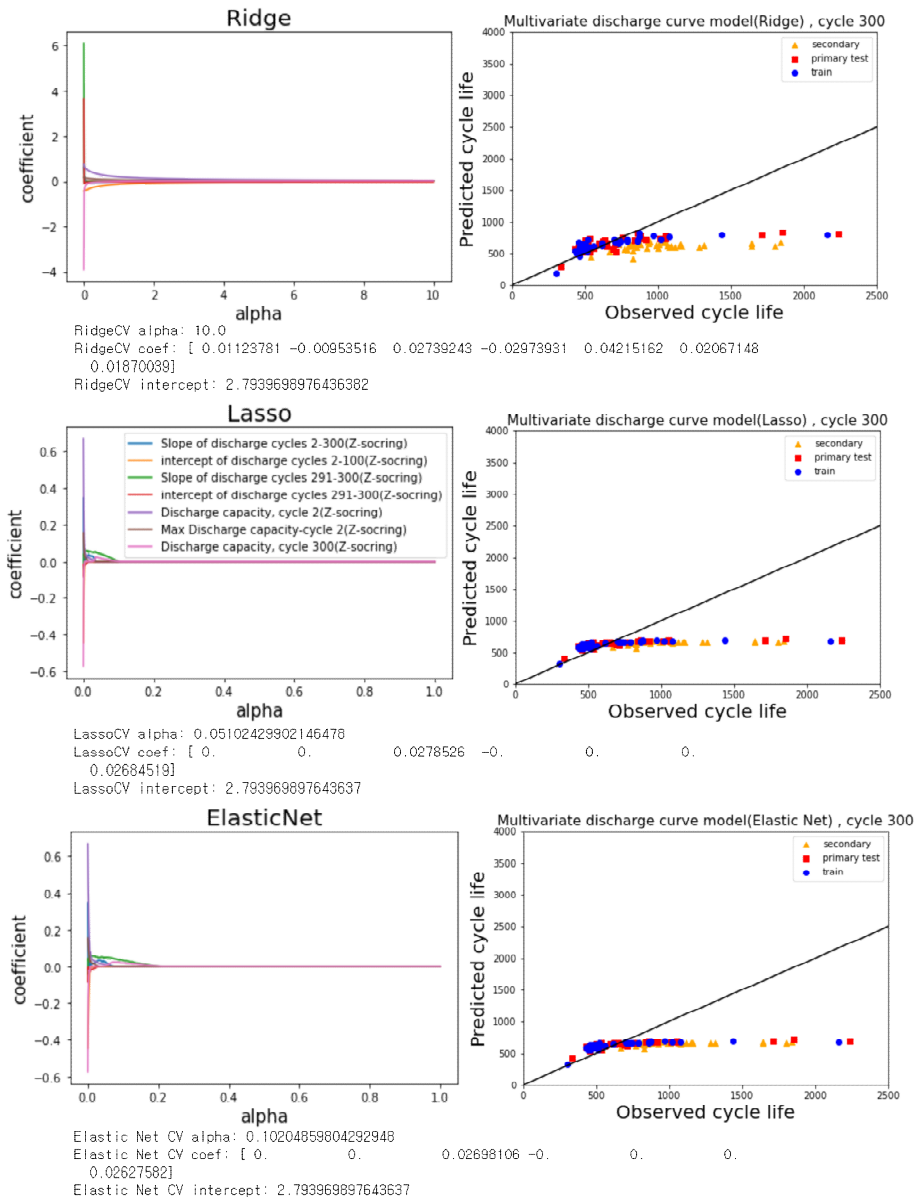 Ridge
Multivariate discharge curve model(Ridge) , cycle 300
6
4
2
0
−2
−4
coefficient
0
2
4
6
8
10
alpha
4000
3500
3000
2500
2000
1500
1000
500
0
Predicted cycle life
secondary
primary test
train
0
500
1000
1500
2000
2500
Observed cycle life
RidgeCV alpha: 10.0
RidgeCV coef: [ 0.01123781 -0.00953516 0.02739243 -0.02973931 0.04215162 0.02067148
0.01870039]
RidgeCV intercept: 2.7939698976436382
Lasso
Multivariate discharge curve model(Lasso) , cycle 300
0.6
0.4
0.2
0.0
−0.2
−0.4
−0.6
coefficient
Slope of discharge cycles 2-300(Z-socring)
intercept of discharge cycles 2-100(Z-socring)
Slope of discharge cycles 291-300(Z-socring)
intercept of discharge cycles 291-300(Z-socring)
Discharge capacity, cycle 2(Z-socring)
Max Discharge capacity-cycle 2(Z-socring)
Discharge capacity, cycle 300(Z-socring)
0.0
0.2
0.4
0.6
0.8
1.0
alpha
4000
3500
3000
2500
2000
1500
1000
500
0
Predicted cycle life
secondary
primary test
train
0
500
1000
1500
2000
2500
Observed cycle life
LassoCV alpha: 0.05102429902146478
LassoCV coef: [ 0. 0. 0.0278526 -0. 0. 0.
0.02684519]
LassoCV intercept: 2.793969897643637
ElasticNet
Multivariate discharge curve model(Elastic Net) , cycle 300
0.6
0.4
0.2
0.0
−0.2
−0.4
−0.6
coefficient
0.0
0.2
0.4
0.6
0.8
1.0
alpha
4000
3500
3000
2500
2000
1500
1000
500
0
Predicted cycle life
secondary
primary test
train
0
500
1000
1500
2000
2500
Observed cycle life
Elastic Net CV alpha: 0.10204859804292948
Elastic Net CV coef: [ 0. 0. 0.02698106 -0. 0. 0.
0.02627582]
Elastic Net CV intercept: 2.793969897643637